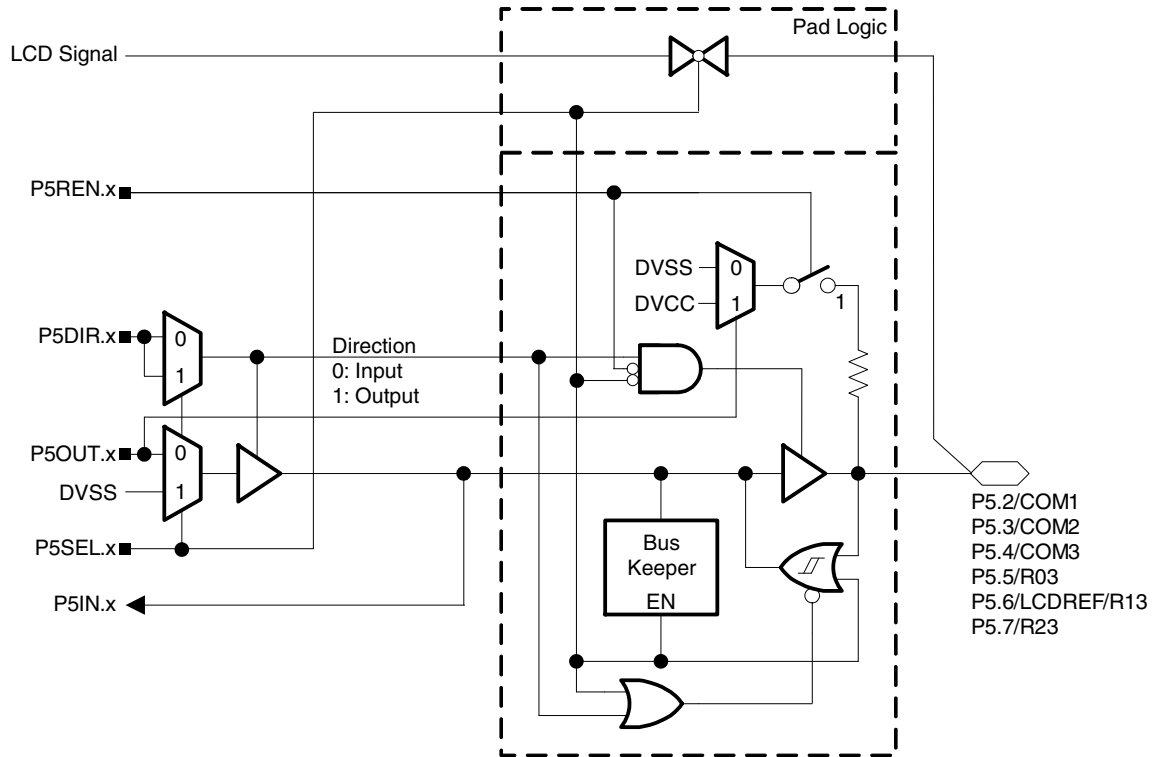 Pad Logic
LCD Signal
P5REN.x
DVSS
0
DVCC
1
1
P5DIR.x
0
1
Direction
0: Input
1: Output
P5OUT.x
0
DVSS
1
P5SEL.x
P5IN.x
Bus
Keeper
EN
P5.2/COM1
P5.3/COM2
P5.4/COM3
P5.5/R03
P5.6/LCDREF/R13
P5.7/R23